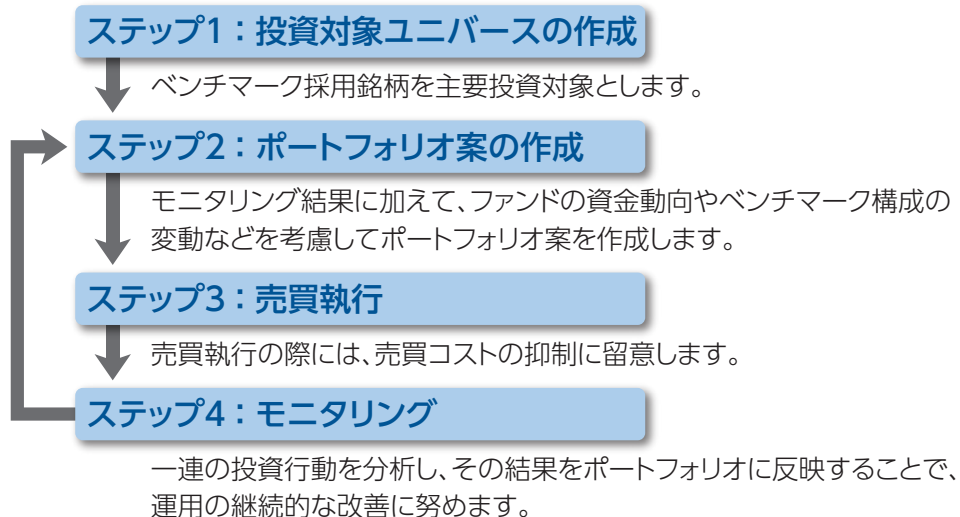 ステップ1：投資対象ユニバースの作成
ベンチマーク採用銘柄を主要投資対象とします。
ステップ2：ポートフォリオ案の作成
モニタリング結果に加えて、ファンドの資金動向やベンチマーク構成の
変動などを考慮してポートフォリオ案を作成します。
ステップ3：売買執行
売買執行の際には、売買コストの抑制に留意します。
ステップ4：モニタリング
一連の投資行動を分析し、その結果をポートフォリオに反映することで、
運用の継続的な改善に努めます。